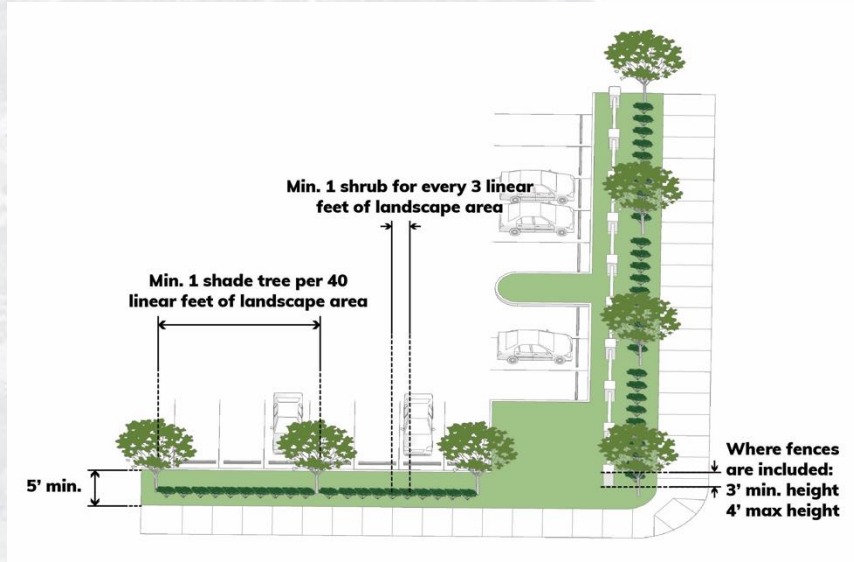 Min. 1 shrub for every 3 linear
feet of landscape area
Min. 1 shade tree per 40
linear feet of landscape area
5’ min.
Where fences
are included:
3’ min. height
4’ max height